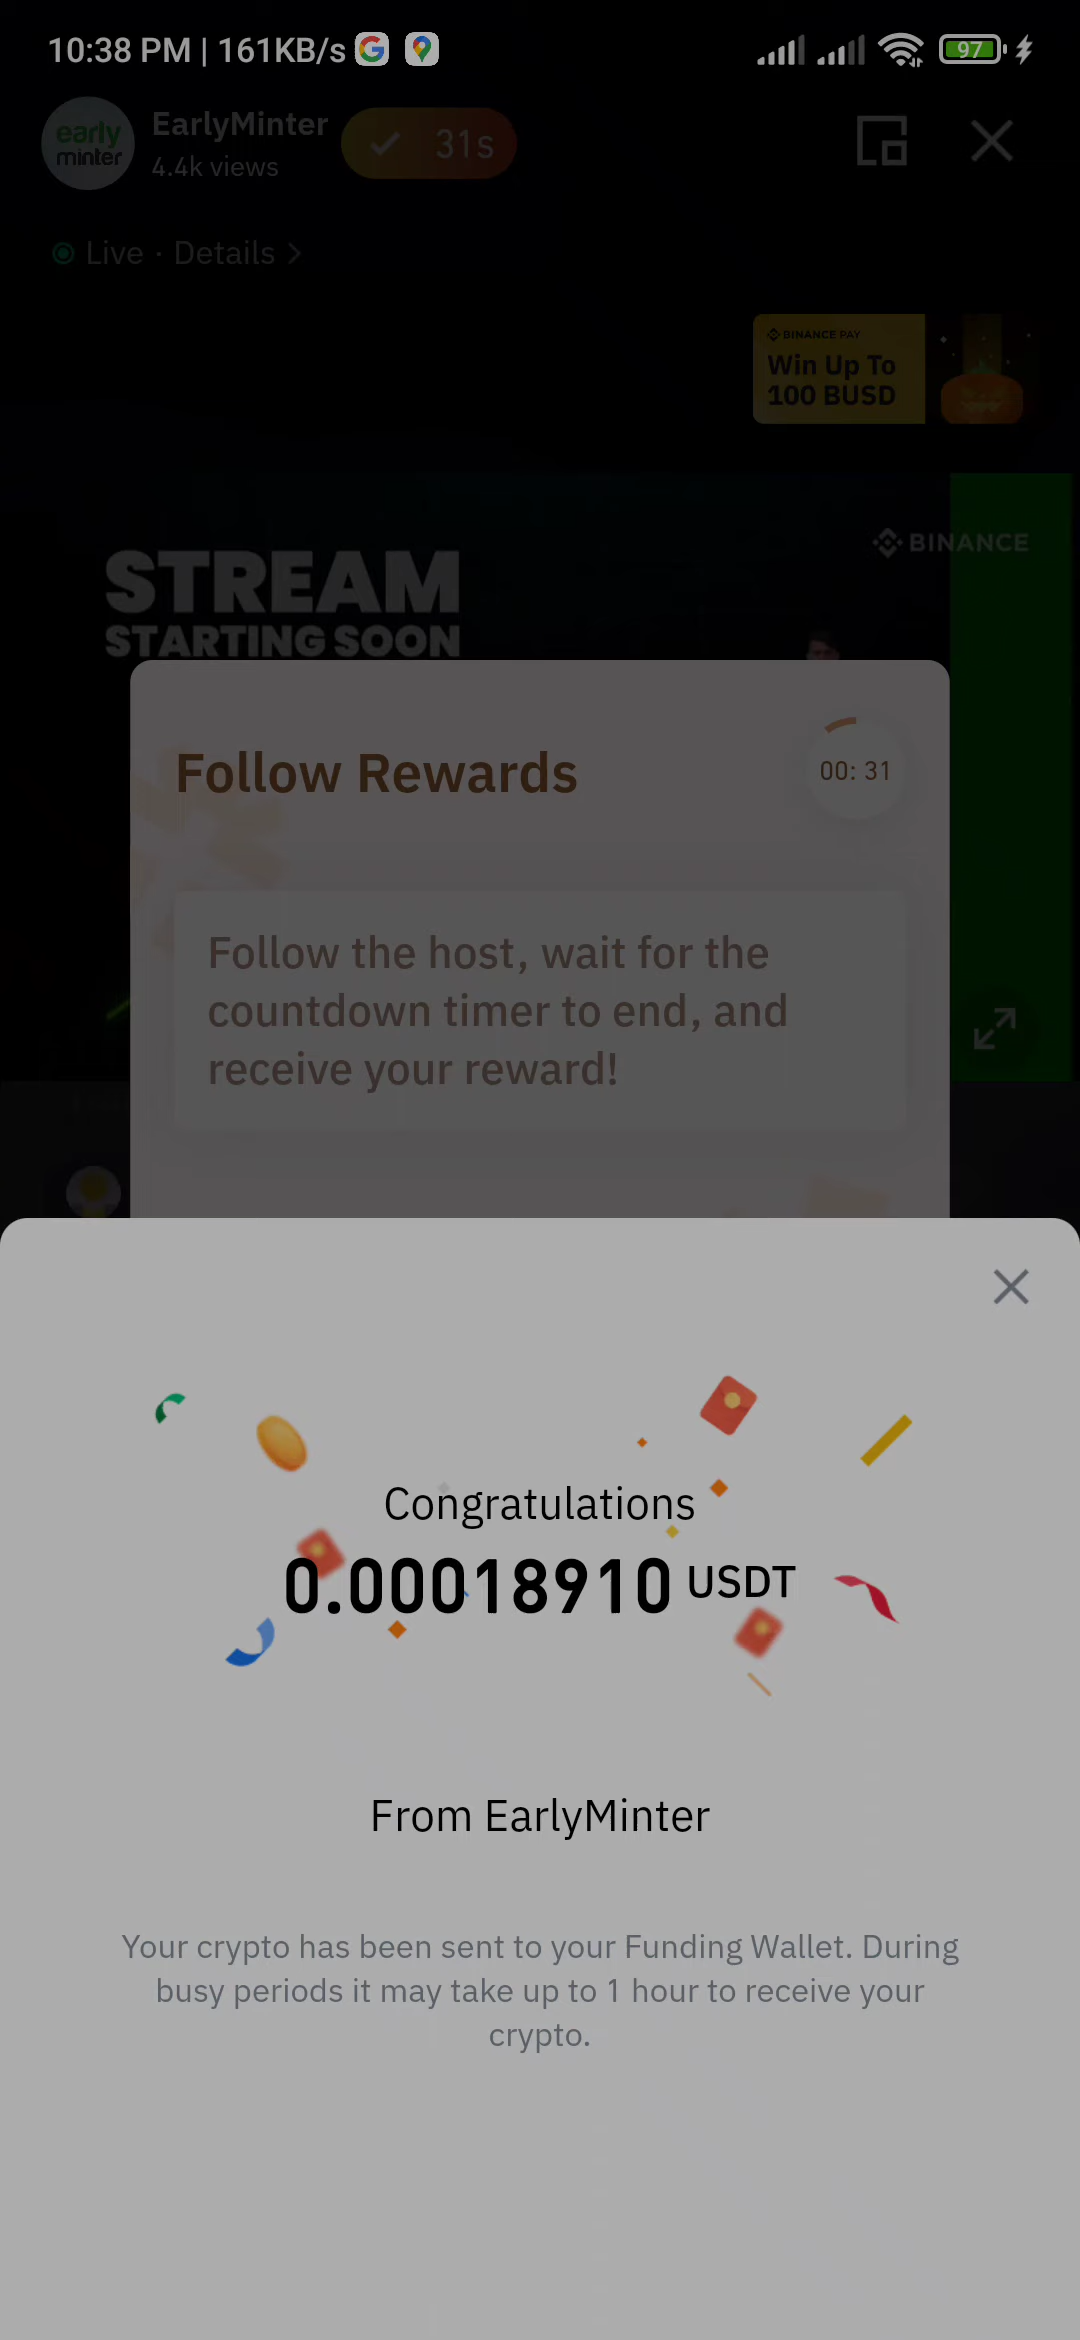 10:38 PM | 161KB/s
97
early
minter
EarlyMinter
4.4k views
31s
Live · Details
BINANCE PAY
Win Up To
100 BUSD
BINANCE
STREAM
STARTING SOON
Follow Rewards
00: 31
Follow the host, wait for the
countdown timer to end, and
receive your reward!
Congratulations
0.00018910 USDT
From EarlyMinter
Your crypto has been sent to your Funding Wallet. During
busy periods it may take up to 1 hour to receive your
crypto.